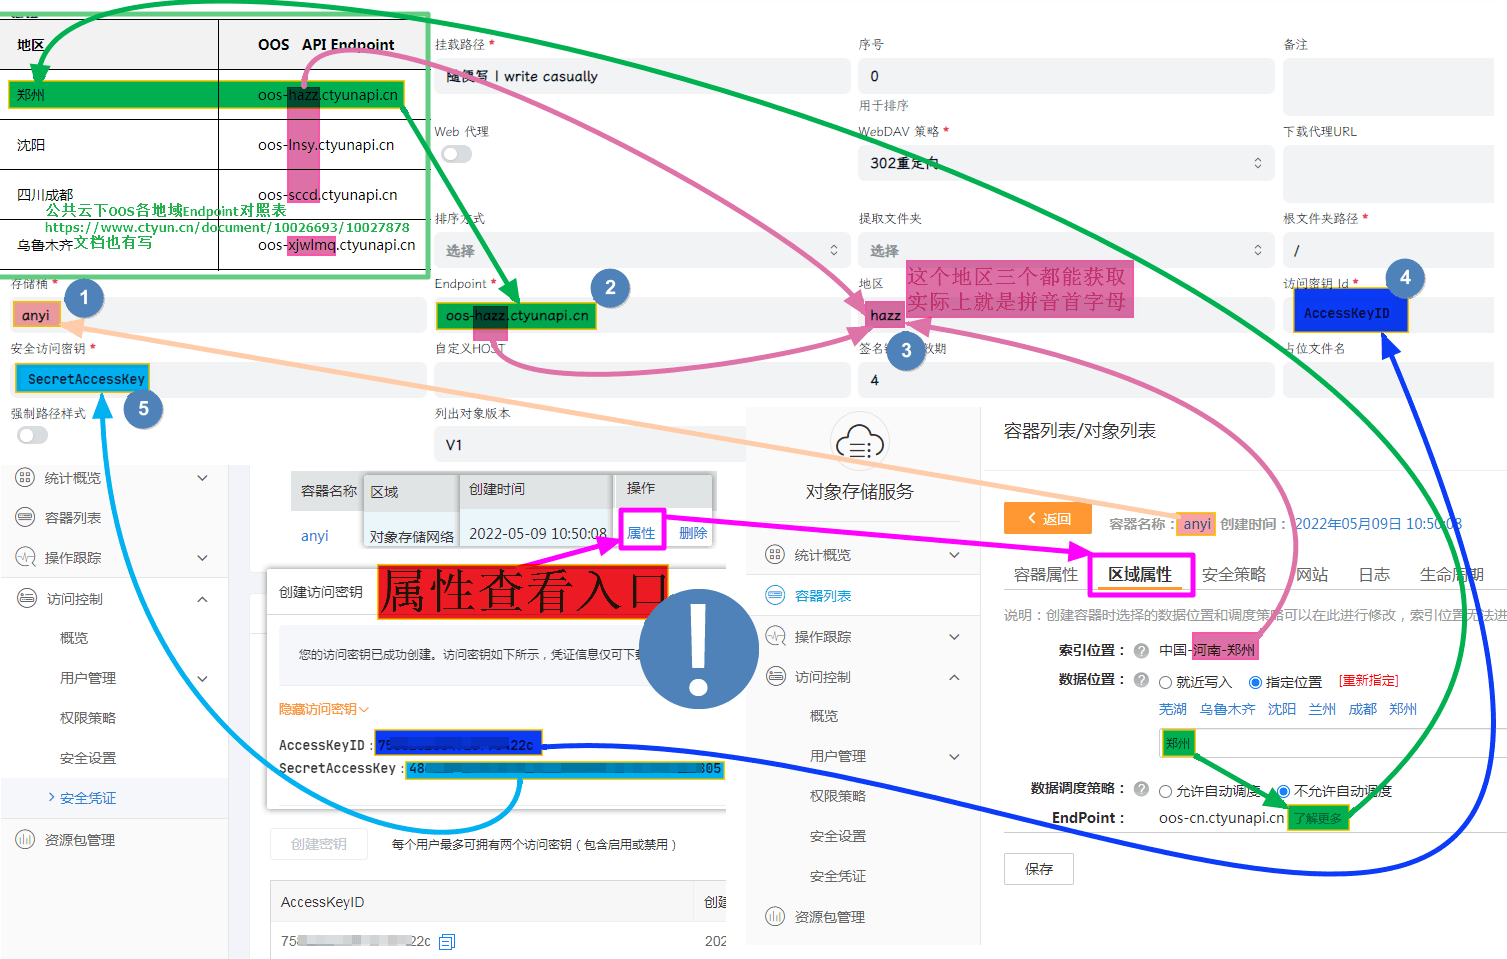 地区
OOS API Endpoint
郑州
oos-hazz.ctyunapi.cn
沈阳
oos-lnsy.ctyunapi.cn
四川成都
oos-sccd.ctyunapi.cn
公共云下OOS各地域Endpoint对照表
https://www.ctyun.cn/document/10026693/10027878
文档也有写
乌鲁木齐
oos-xjwlmq.ctyunapi.cn
挂载路径 *
随便写 | write casually
序号
0
用于排序
备注
Web 代理
WebDAV 策略 *
302重定向
下载代理URL
排序方式
选择
提取文件夹
选择
根文件夹路径 *
/
存储桶 *
anyi
1
Endpoint *
oos-hazz.ctyunapi.cn
2
地区
hazz
这个地区三个都能获取
实际上就是拼音首字母
3
访问密钥 Id *
AccessKeyID
4
安全访问密钥 *
SecretAccessKey
5
自定义HOST
效期
4
占位文件名
强制路径样式
列出对象版本
V1
统计概览
容器列表
操作跟踪
访问控制
概览
用户管理
权限策略
安全设置
安全凭证
资源包管理
容器名称
区域
创建时间
操作
anyi
对象存储网络
2022-05-09 10:50:08
属性
删除
创建访问密钥
属性查看入口
您的访问密钥已成功创建。访问密钥如下所示，凭证信息仅可下载
!
隐藏访问密钥
AccessKeyID：
22c
SecretAccessKey：
48
305
创建密钥
每个用户最多可拥有两个访问密钥（包含启用或禁用）
AccessKeyID
创建
758
22c
202
对象存储服务
统计概览
容器列表
操作跟踪
访问控制
概览
用户管理
权限策略
安全设置
安全凭证
资源包管理
容器列表/对象列表
返回
容器名称： anyi 创建时间： 2022年05月09日 10:50:08
容器属性
区域属性
安全策略
网站
日志
生命周期
说明：创建容器时选择的数据位置和调度策略可以在此进行修改，索引位置无法进
索引位置： ? 中国-河南-郑州
数据位置： ? 就近写入 指定位置 [重新指定]
芜湖 乌鲁木齐 沈阳 兰州 成都 郑州
郑州
数据调度策略： ? 允许自动调度 不允许自动调度
EndPoint： oos-cn.ctyunapi.cn 了解更多
保存